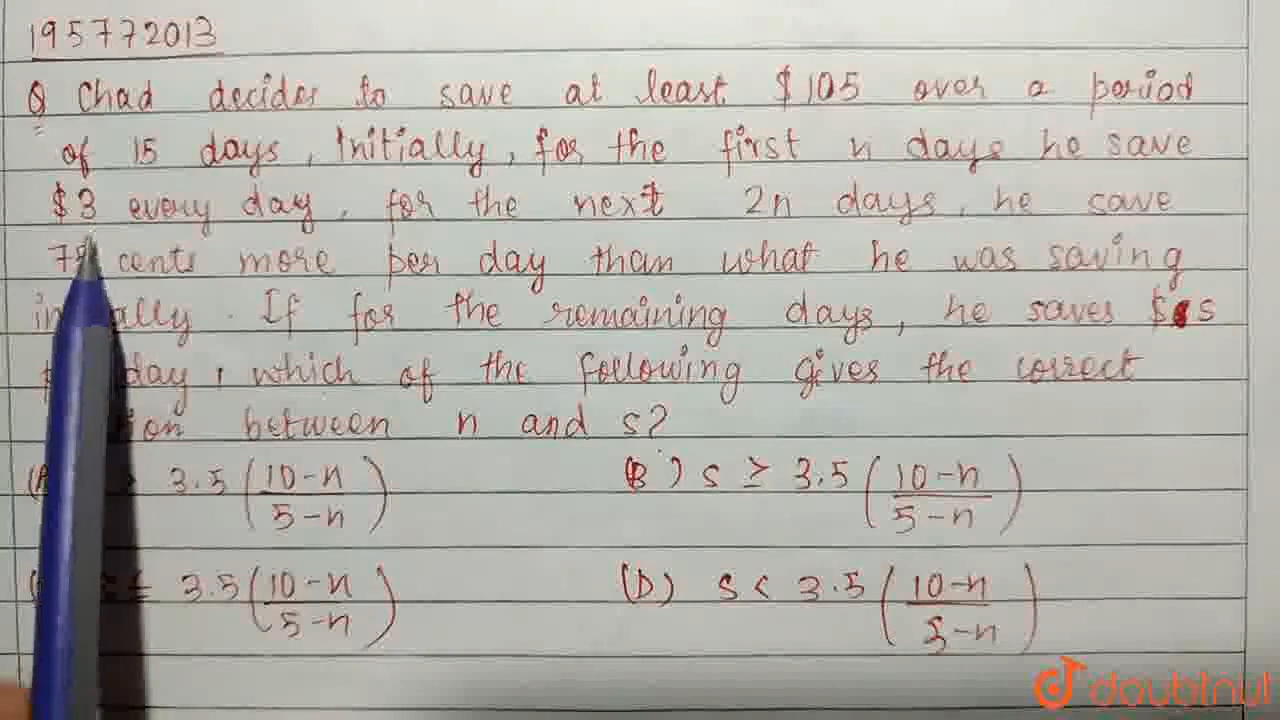 195772013
Q Chad decides to save at least $105 over a period
of 15 days, Initially, for the first n days he save
$3 every day, for the next 2n days, he save
cents more per day than what he was saving
If for the remaining days, he saves $ s
day, which of the following gives the correct
between n and s?
3.5 (10-n / 5-n) (B) s ≥ 3.5 (10-n / 5-n)
3.5 (10-n / 5-n) (D) s < 3.5 (10-n / 5-n)
doubtnut